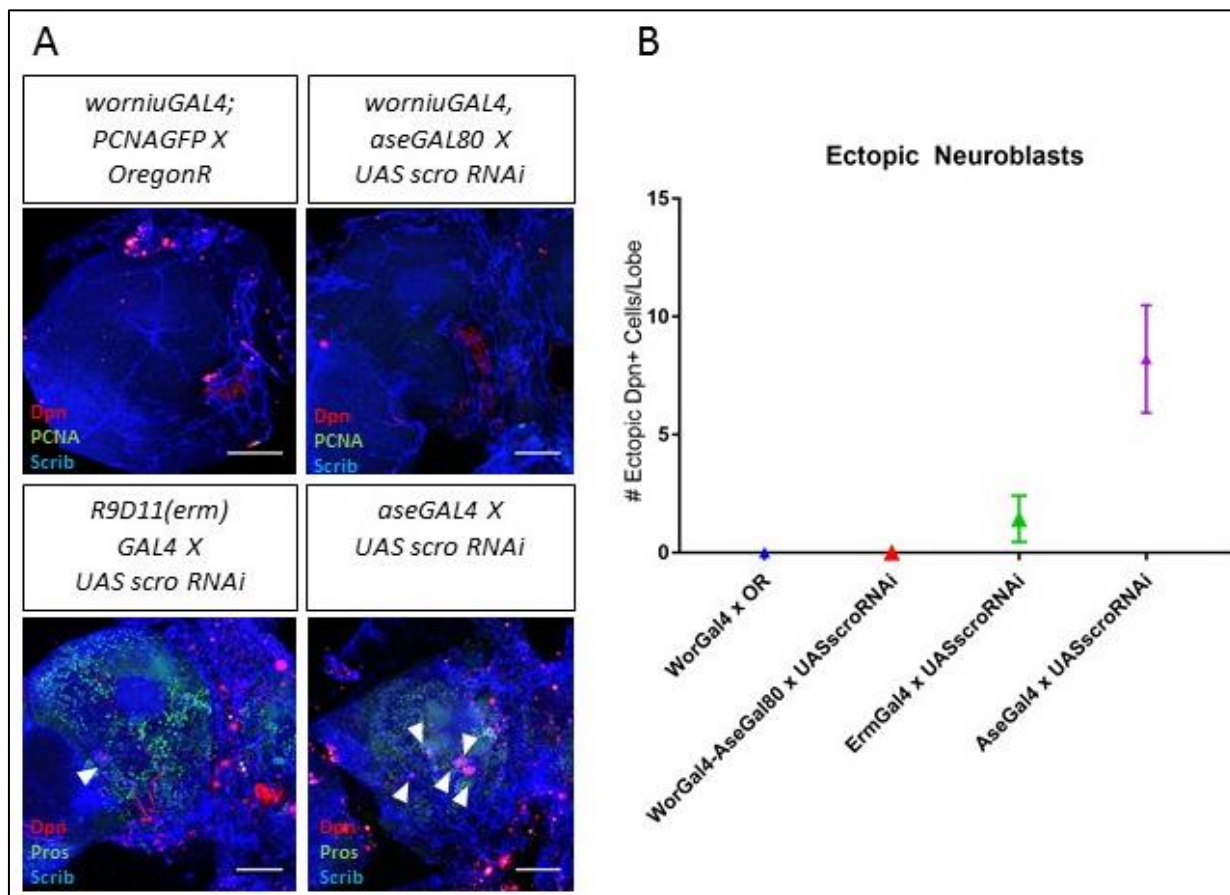 A
worniuGAL4;
PCNAGFP X
OregonR
worniuGAL4,
aseGAL80 X
UAS scro RNAi
Dpn
PCNA
Scrib
Dpn
PCNA
Scrib
R9D11(erm)
GAL4 X
UAS scro RNAi
aseGAL4 X
UAS scro RNAi
Dpn
Pros
Scrib
Dpn
Pros
Scrib
B
Ectopic Neuroblasts
# Ectopic Dpn+ Cells/Lobe
15
10
5
0
WorGal4 x OR
WorGal4-AseGal80 x UASscroRNAi
ErmGal4 x UASscroRNAi
AseGal4 x UASscroRNAi